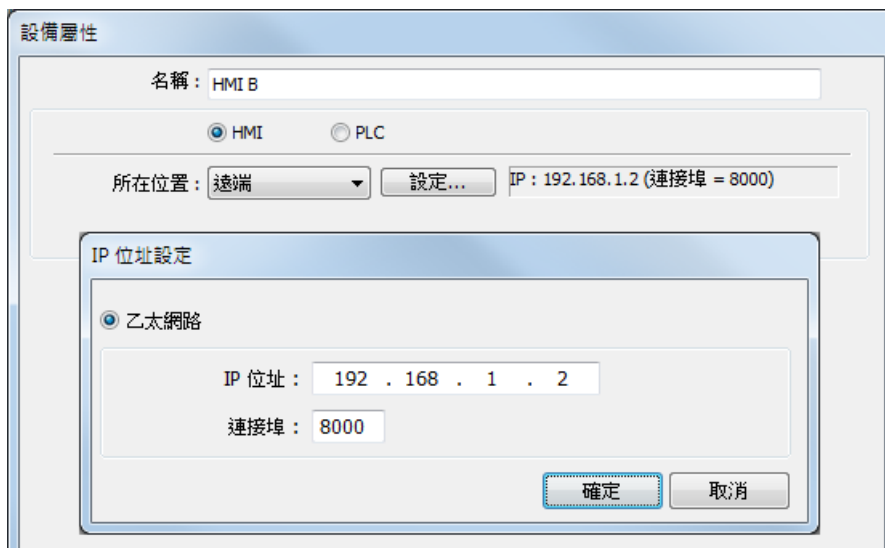 設備屬性
名稱： HMI B
HMI PLC
所在位置： 遠端 設定... IP：192.168.1.2 (連接埠 = 8000)
IP 位址設定
乙太網路
IP 位址： 192 . 168 . 1 . 2
連接埠： 8000
確定 取消